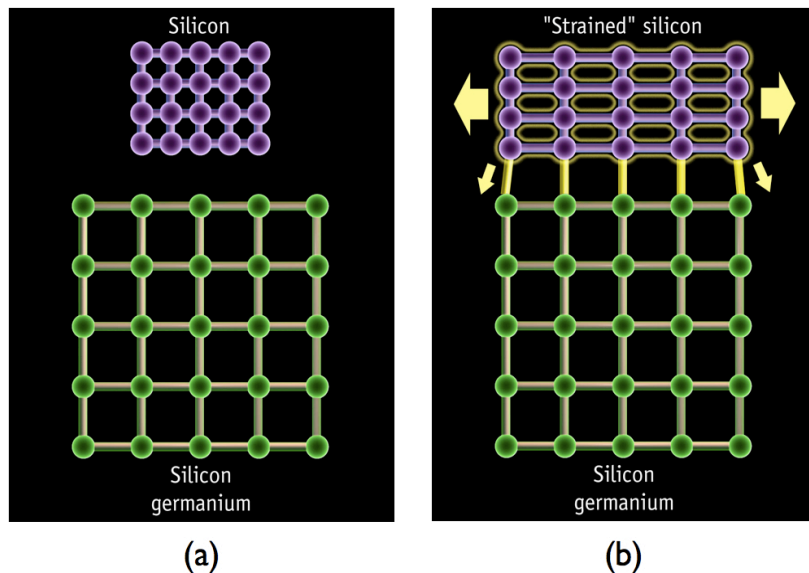 Silicon
Silicon
germanium
(a)
"Strained" silicon
Silicon
germanium
(b)